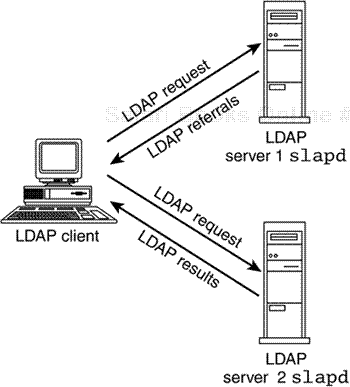 LDAP request
LDAP referrals
LDAP
server 1 slapd
LDAP client
LDAP request
LDAP results
LDAP
server 2 slapd